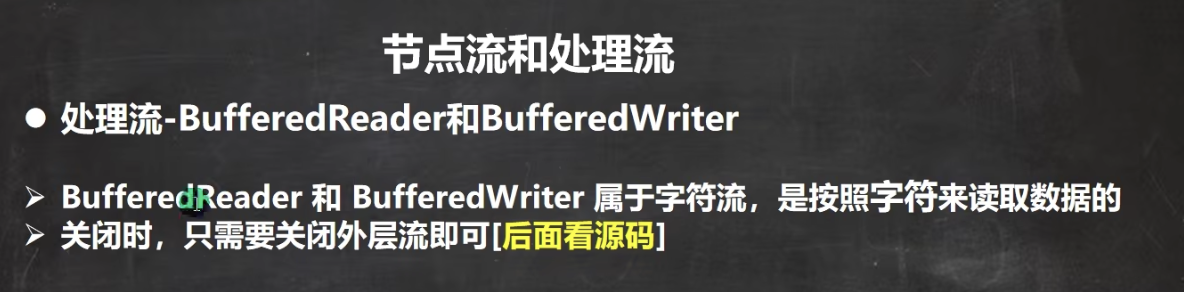 节点流和处理流
● 处理流-BufferedReader和BufferedWriter
➢ BufferedReader 和 BufferedWriter 属于字符流，是按照字符来读取数据的
➢ 关闭时，只需要关闭外层流即可[后面看源码]